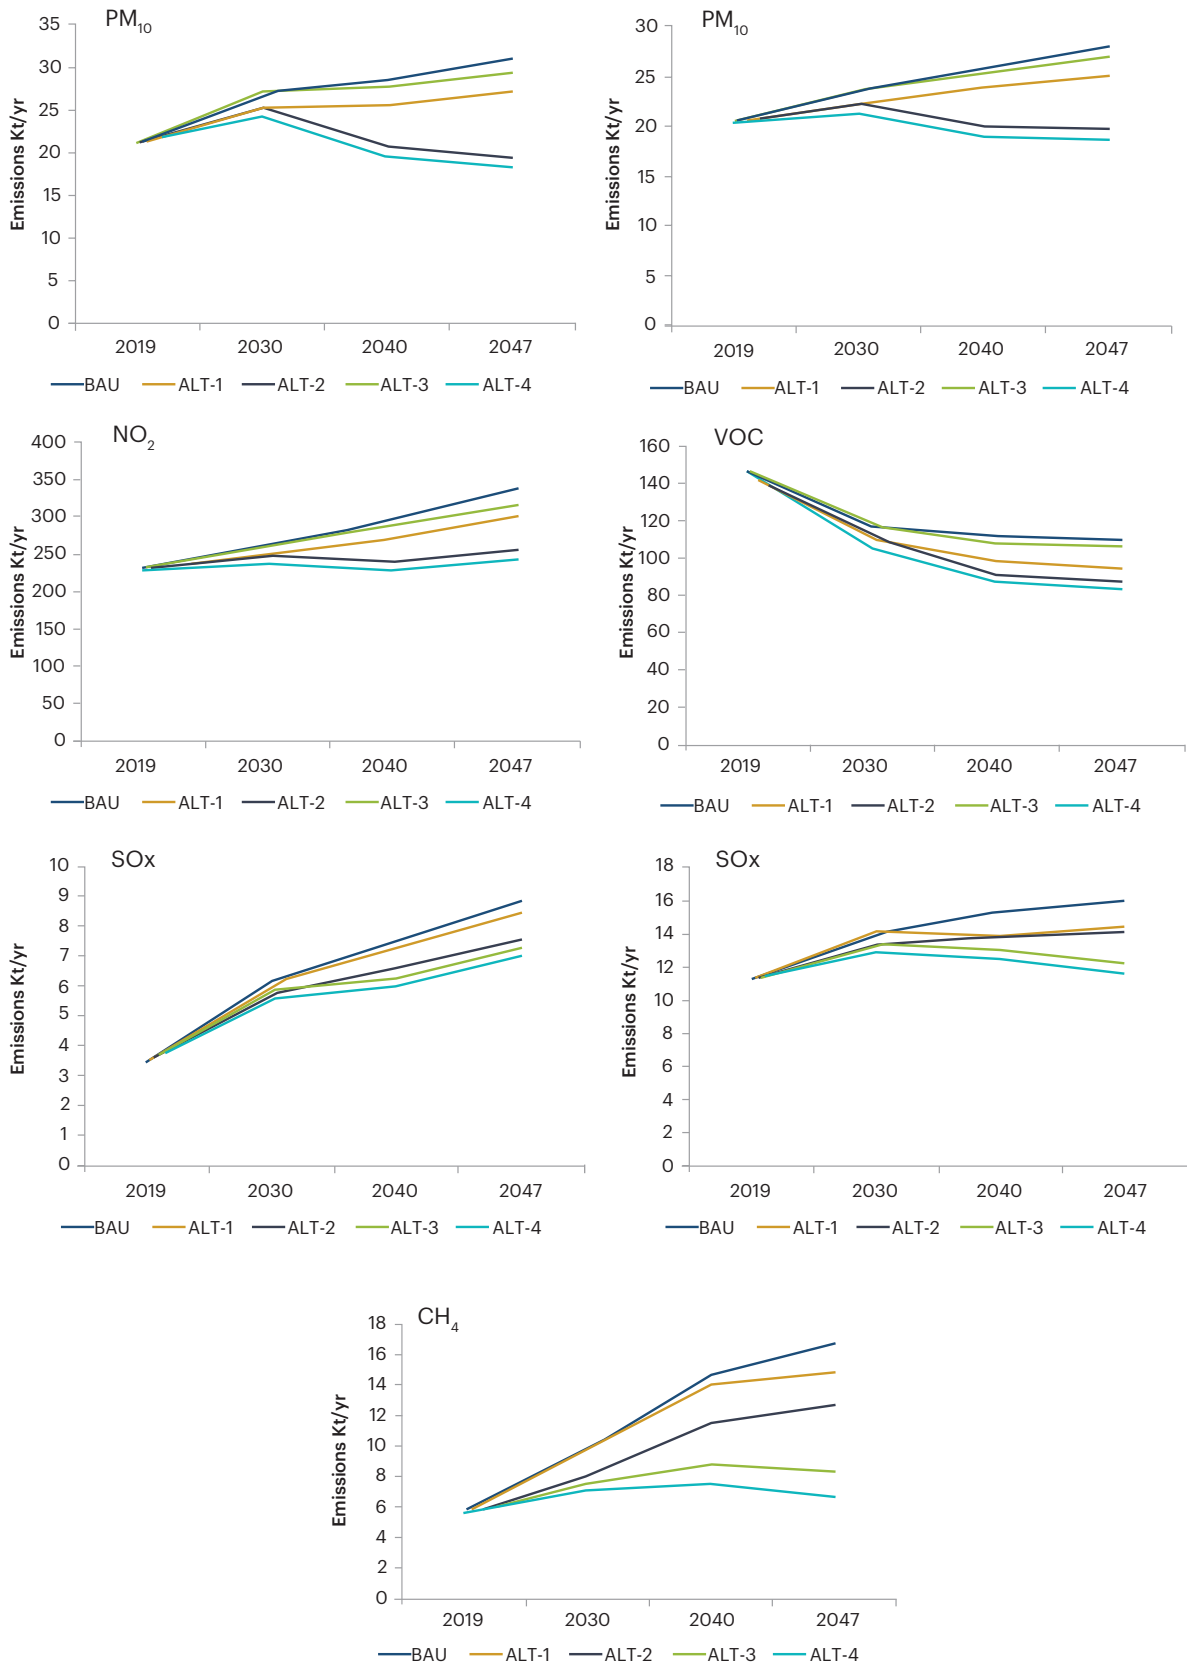 PM10
35
30
25
20
15
10
5
0
Emissions Kt/yr
2019 2030 2040 2047
BAU ALT-1 ALT-2 ALT-3 ALT-4
PM10
30
25
20
15
10
5
0
Emissions Kt/yr
2019 2030 2040 2047
BAU ALT-1 ALT-2 ALT-3 ALT-4
NO2
400
350
300
250
200
150
100
50
0
Emissions Kt/yr
2019 2030 2040 2047
BAU ALT-1 ALT-2 ALT-3 ALT-4
VOC
160
140
120
100
80
60
40
20
0
Emissions Kt/yr
2019 2030 2040 2047
BAU ALT-1 ALT-2 ALT-3 ALT-4
SOx
10
9
8
7
6
5
4
3
2
1
0
Emissions Kt/yr
2019 2030 2040 2047
BAU ALT-1 ALT-2 ALT-3 ALT-4
SOx
18
16
14
12
10
8
6
4
2
0
Emissions Kt/yr
2019 2030 2040 2047
BAU ALT-1 ALT-2 ALT-3 ALT-4
CH4
18
16
14
12
10
8
6
4
2
0
Emissions Kt/yr
2019 2030 2040 2047
BAU ALT-1 ALT-2 ALT-3 ALT-4